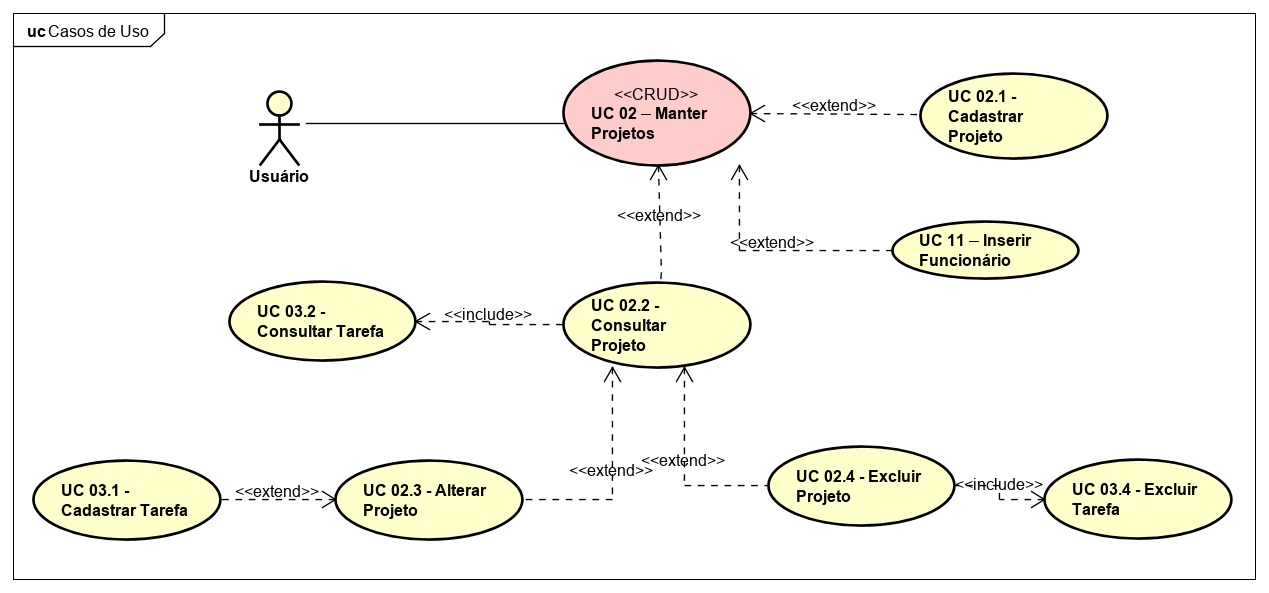 uc Casos de Uso
<<CRUD>>
UC 02 – Manter
Projetos
<<extend>>
UC 02.1 -
Cadastrar
Projeto
Usuário
<<extend>>
<<extend>>
UC 11 – Inserir
Funcionário
UC 03.2 -
Consultar Tarefa
<<include>>
UC 02.2 -
Consultar
Projeto
<<extend>>
<<extend>>
UC 03.1 -
Cadastrar Tarefa
<<extend>>
UC 02.3 - Alterar
Projeto
UC 02.4 - Excluir
Projeto
<<include>>
UC 03.4 - Excluir
Tarefa